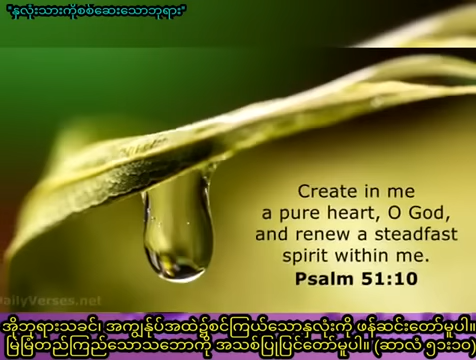 "နှလုံးသားကိုစစ်ဆေးသောဘုရား"
Create in me
a pure heart, O God,
and renew a steadfast
spirit within me.
Psalm 51:10
DailyVerses.net
အိုဘုရားသခင်၊ အကျွန်ုပ်အထဲ၌စင်ကြယ်သောနှလုံးကို ဖန်ဆင်းတော်မူပါ။
မြဲမြံတည်ကြည်သောသဘောကို အသစ်ပြုပြင်တော်မူပါ။ (ဆာလံ ၅၁:၁၀)